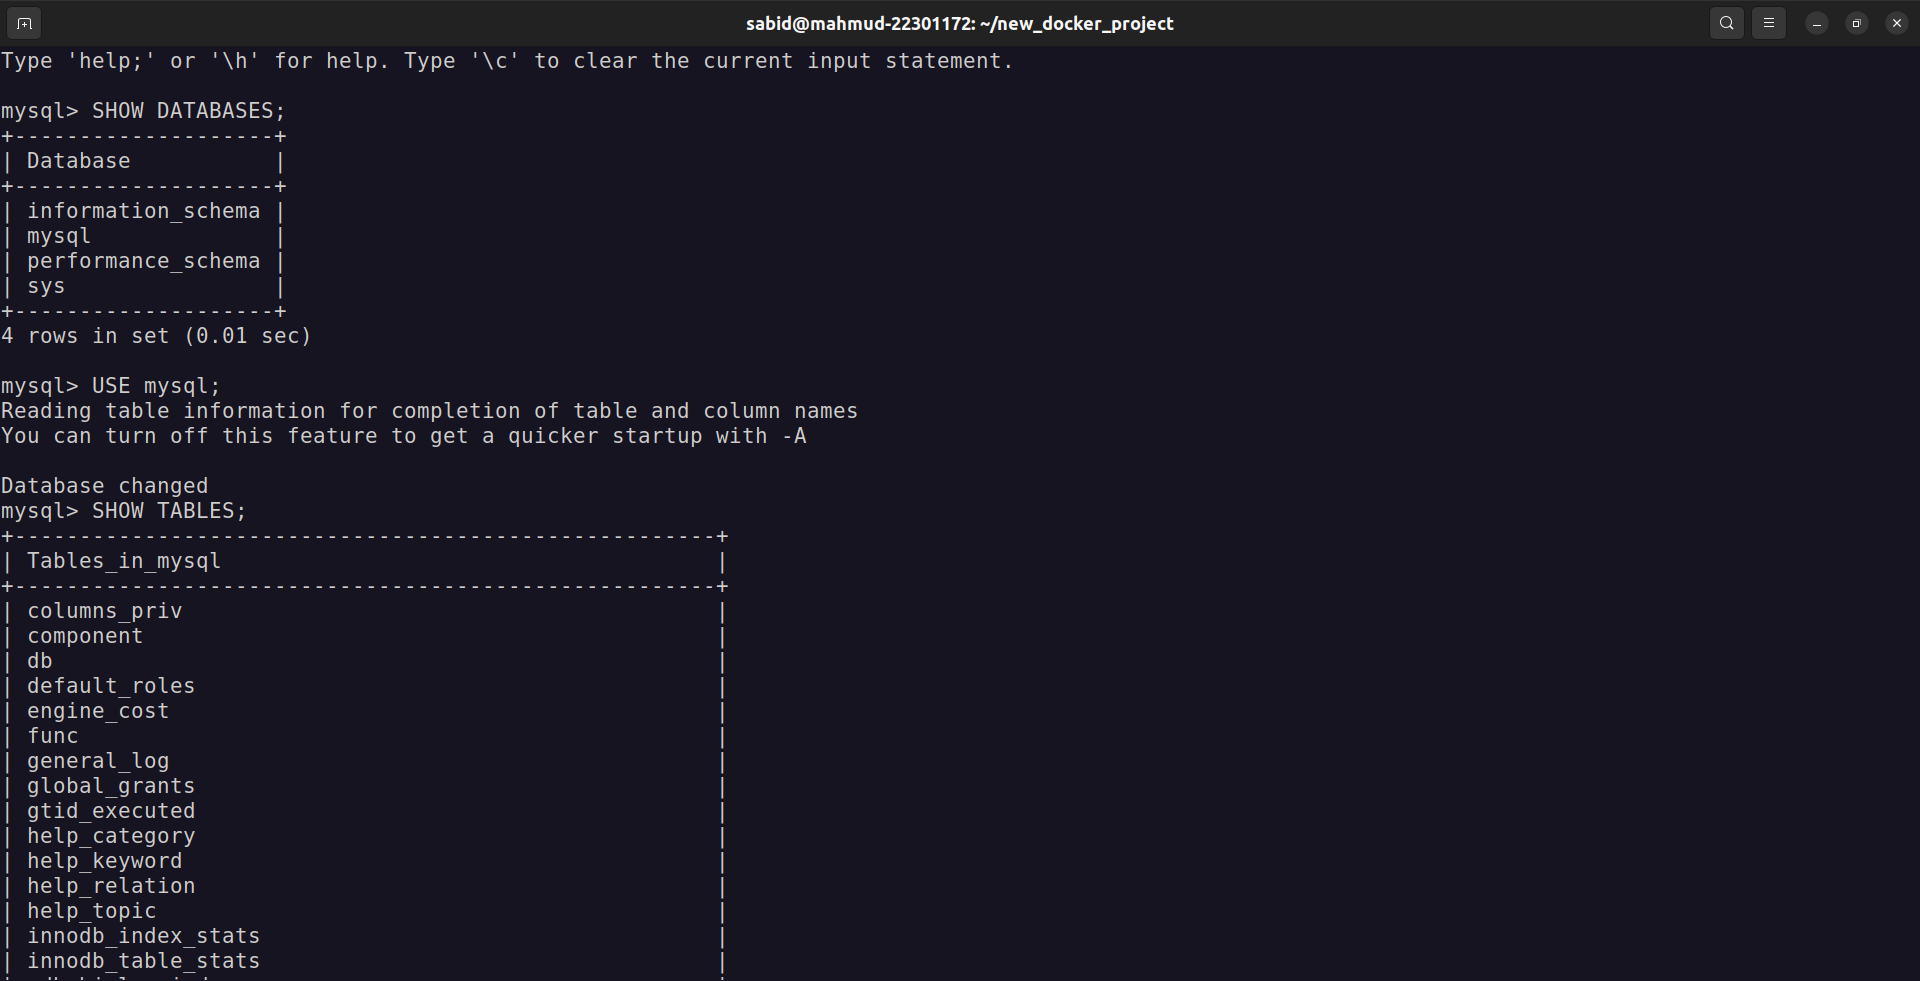 sabid@mahmud-22301172: ~/new_docker_project
Type 'help;' or '\h' for help. Type '\c' to clear the current input statement.
mysql> SHOW DATABASES;
+--------------------+
| Database           |
+--------------------+
| information_schema |
| mysql              |
| performance_schema |
| sys                |
+--------------------+
4 rows in set (0.01 sec)
mysql> USE mysql;
Reading table information for completion of table and column names
You can turn off this feature to get a quicker startup with -A
Database changed
mysql> SHOW TABLES;
+------------------------------------------------------+
| Tables_in_mysql                                      |
+------------------------------------------------------+
| columns_priv                                         |
| component                                            |
| db                                                   |
| default_roles                                        |
| engine_cost                                          |
| func                                                 |
| general_log                                          |
| global_grants                                        |
| gtid_executed                                        |
| help_category                                        |
| help_keyword                                         |
| help_relation                                        |
| help_topic                                           |
| innodb_index_stats                                   |
| innodb_table_stats                                   |